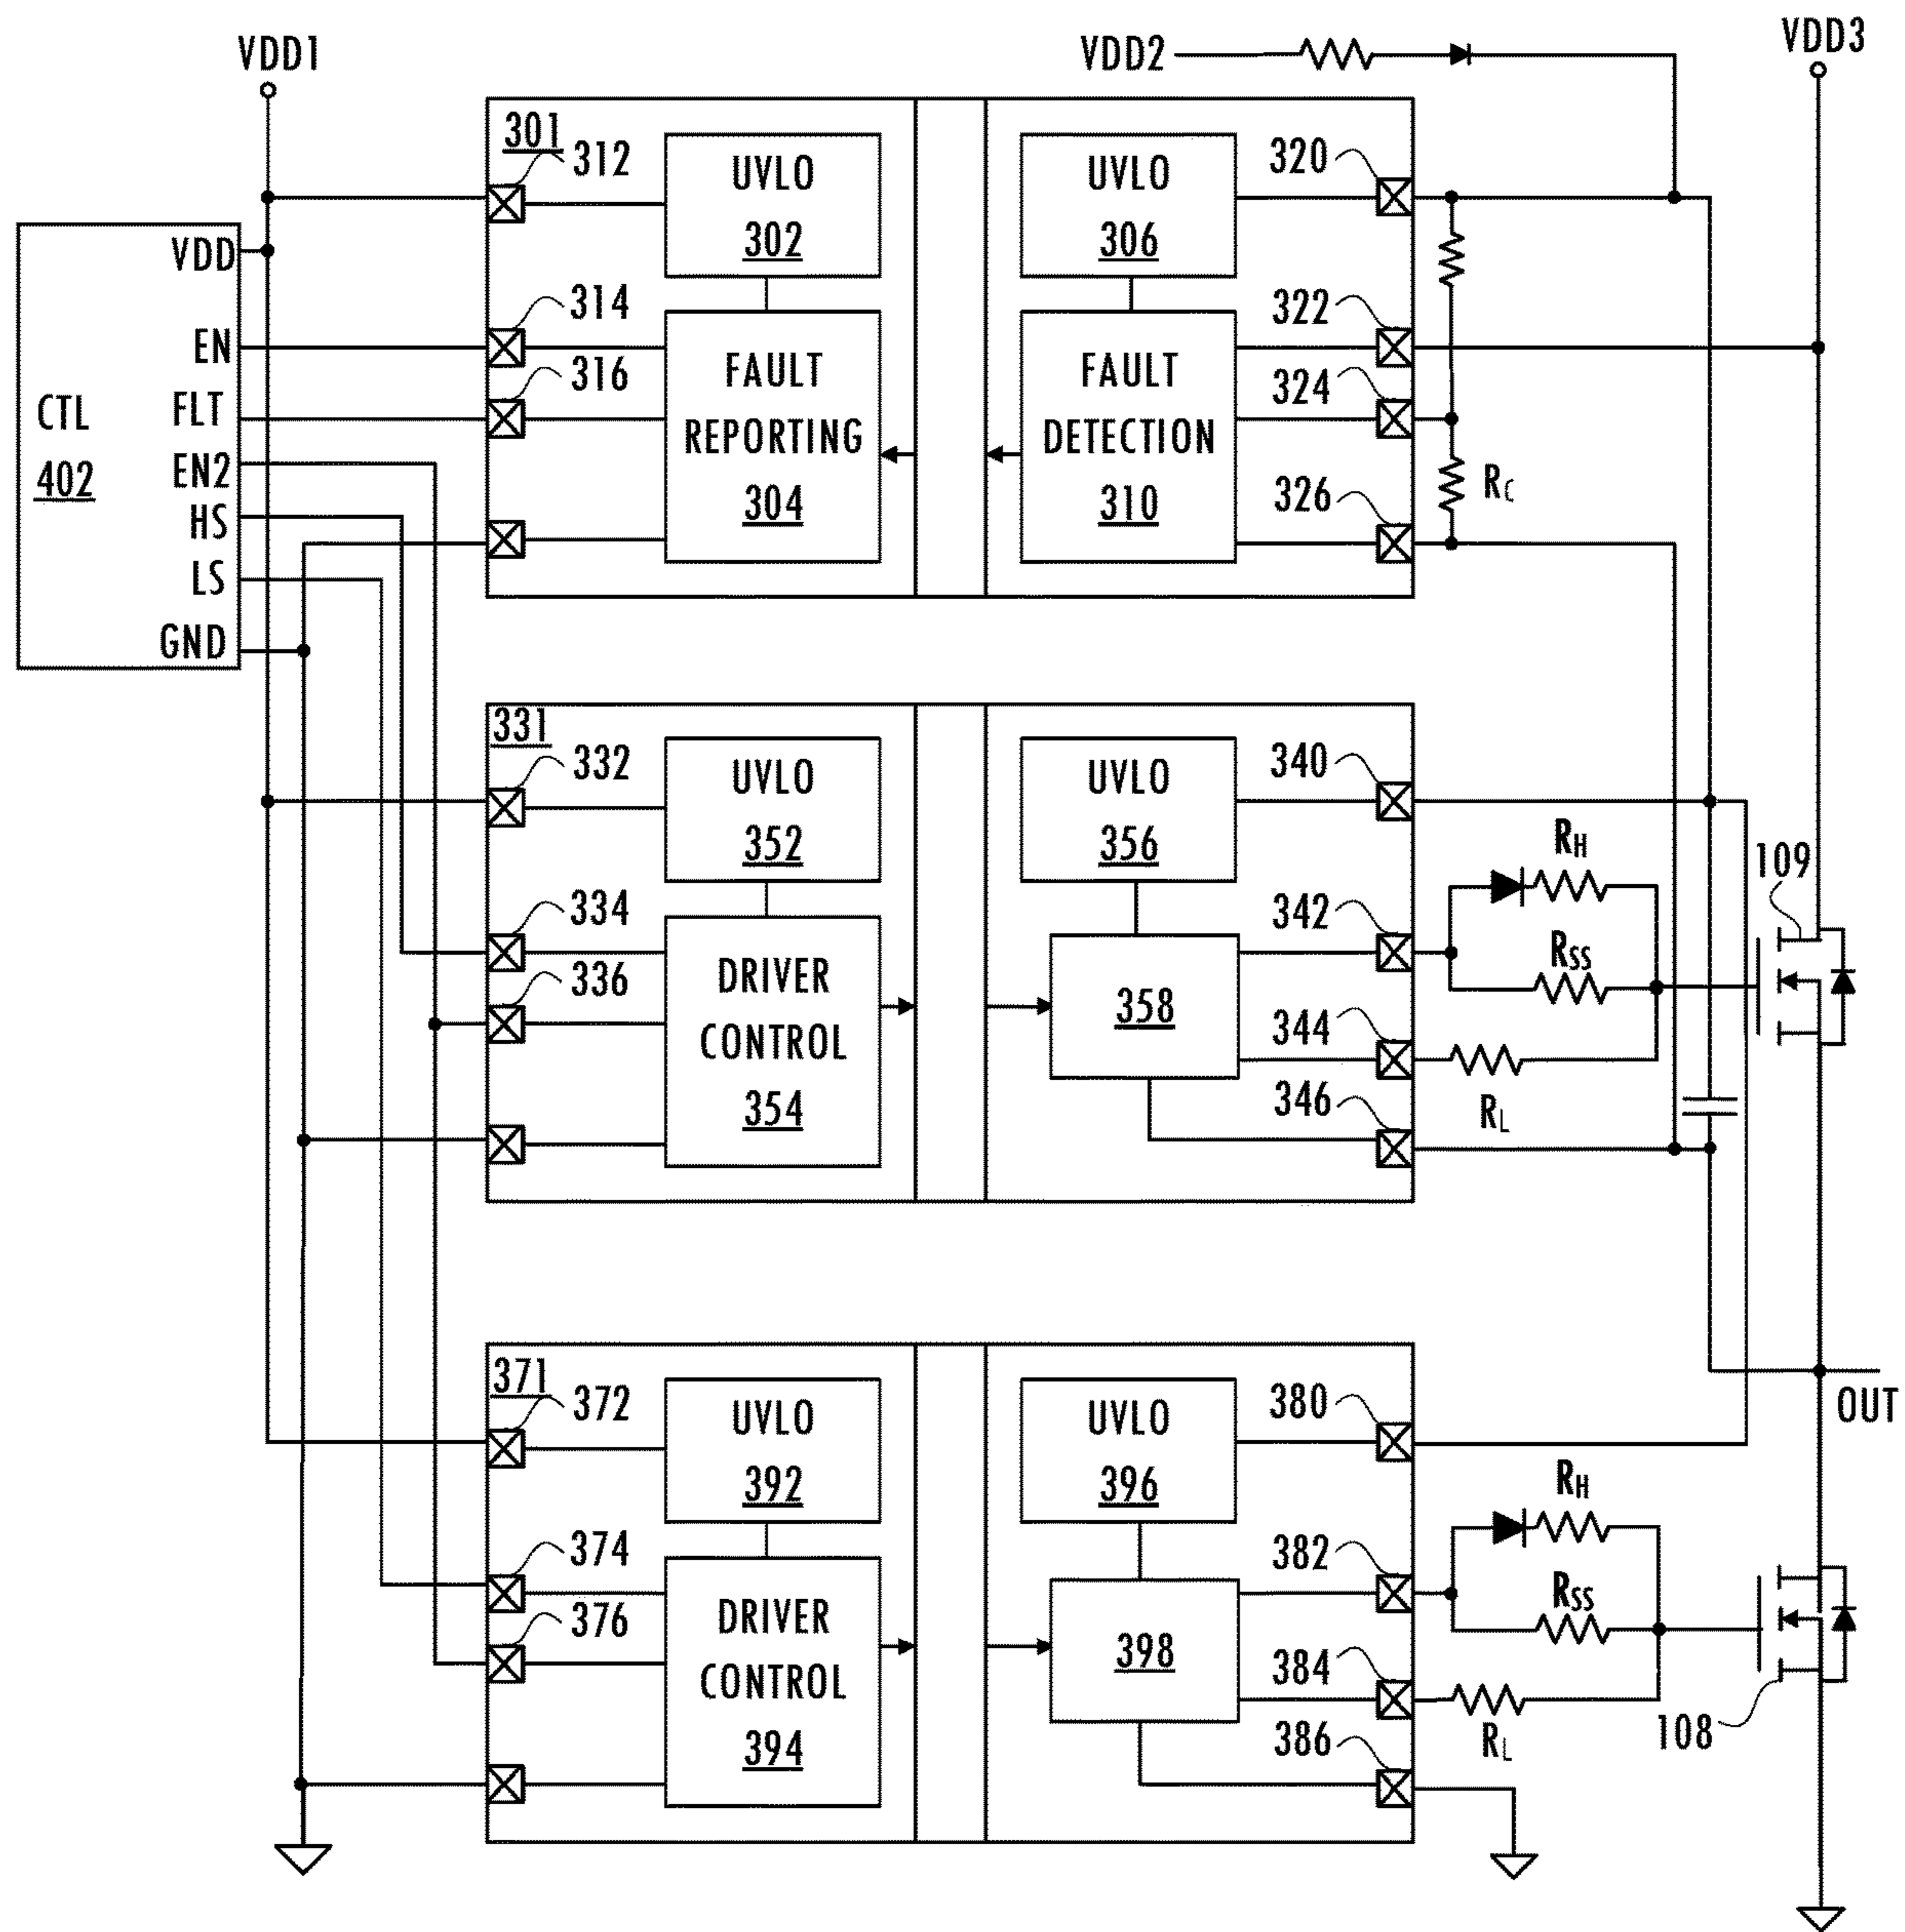 VDD1
VDD2
VDD3
CTL
402
VDD
EN
FLT
EN2
HS
LS
GND
301
312
314
316
UVLO
302
FAULT
REPORTING
304
UVLO
306
FAULT
DETECTION
310
320
322
324
326
RC
331
332
334
336
UVLO
352
DRIVER
CONTROL
354
UVLO
356
358
340
342
344
346
RH
RSS
RL
109
371
372
374
376
UVLO
392
DRIVER
CONTROL
394
UVLO
396
398
380
382
384
386
RH
RSS
RL
108
OUT